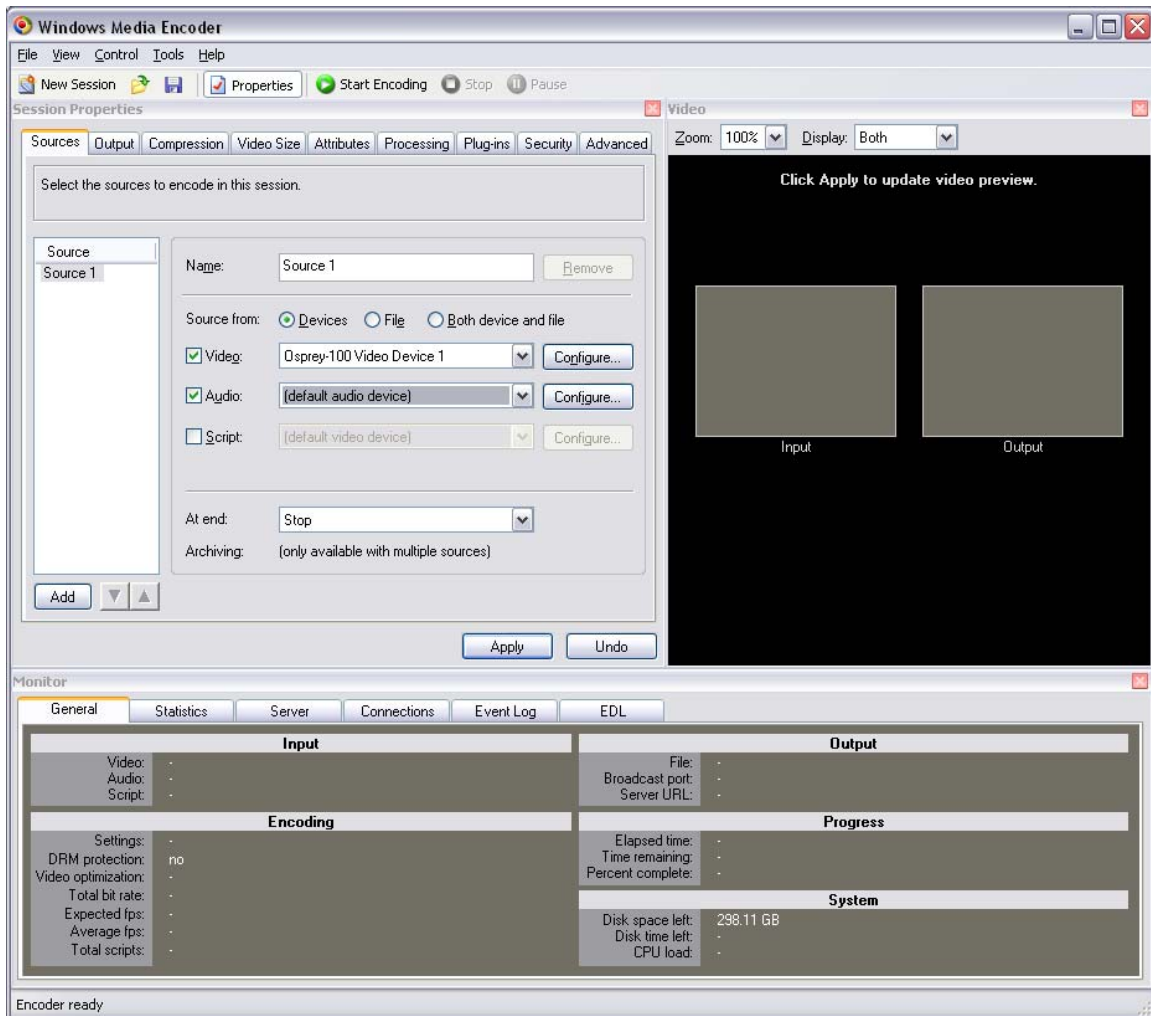 Windows Media Encoder
File View Control Tools Help
New Session Properties Start Encoding Stop Pause
Session Properties
Sources Output Compression Video Size Attributes Processing Plug-ins Security Advanced
Select the sources to encode in this session.
Source
Source 1
Name: Source 1 Remove
Source from: Devices File Both device and file
Video: Osprey-100 Video Device 1 Configure...
Audio: (default audio device) Configure...
Script: (default video device) Configure...
At end: Stop
Archiving: (only available with multiple sources)
Add
Apply Undo
Video
Zoom: 100% Display: Both
Click Apply to update video preview.
Input Output
Monitor
General Statistics Server Connections Event Log EDL
Input
Video: -
Audio: -
Script: -
Encoding
Settings: -
DRM protection: no
Video optimization: -
Total bit rate: -
Expected fps: -
Average fps: -
Total scripts: -
Output
File: -
Broadcast port: -
Server URL: -
Progress
Elapsed time: -
Time remaining: -
Percent complete: -
System
Disk space left: 298.11 GB
Disk time left: -
CPU load: -
Encoder ready